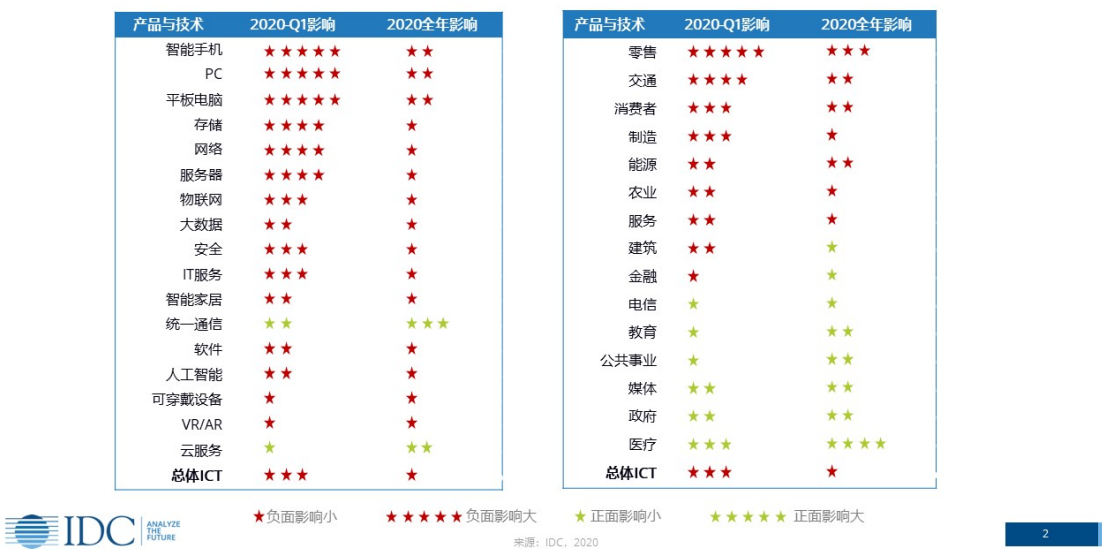 产品与技术 2020-Q1影响 2020全年影响
智能手机 ★★★★★ ★★
PC ★★★★★ ★★
平板电脑 ★★★★★ ★★
存储 ★★★★ ★
网络 ★★★★ ★
服务器 ★★★★ ★
物联网 ★★★ ★
大数据 ★★ ★
安全 ★★★ ★
IT服务 ★★★ ★
智能家居 ★★ ★
统一通信 ★★ ★★★
软件 ★★ ★
人工智能 ★★ ★
可穿戴设备 ★ ★
VR/AR ★ ★
云服务 ★ ★★
总体ICT ★★★ ★
产品与技术 2020-Q1影响 2020全年影响
零售 ★★★★★ ★★★
交通 ★★★★ ★★
消费者 ★★★ ★★
制造 ★★★ ★
能源 ★★ ★★
农业 ★★ ★
服务 ★★ ★
建筑 ★★ ★
金融 ★ ★
电信 ★ ★
教育 ★ ★★
公共事业 ★ ★★
媒体 ★★ ★★
政府 ★★ ★★
医疗 ★★★ ★★★★
总体ICT ★★★ ★
★负面影响小 ★★★★★负面影响大 ★正面影响小 ★★★★★ 正面影响大
IDC
ANALYZE
THE
FUTURE
来源：IDC，2020
2